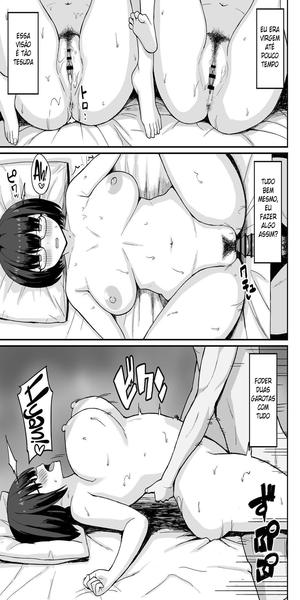 ESSA
VISÃO
É TÃO
TESUDA
EU ERA
VIRGEM
ATÉ
POUCO
TEMPO
Ah!
TUDO
BEM
MESMO,
EU
FAZER
ALGO
ASSIM?
FODER
DUAS
GAROTAS
COM
TUDO
Hyan!